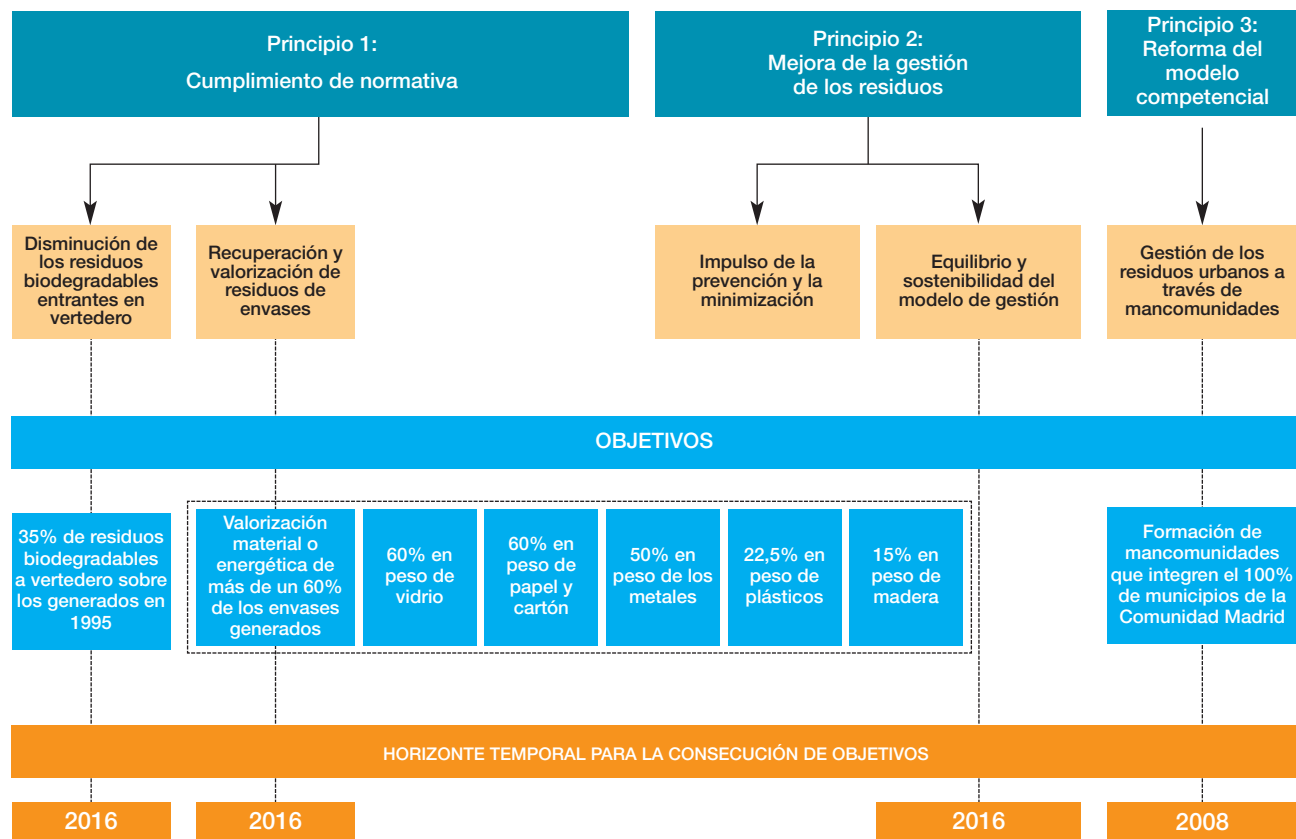 Principio 1:
Cumplimiento de normativa
Principio 2:
Mejora de la gestión
de los residuos
Principio 3:
Reforma del
modelo
competencial
Disminución de
los residuos
biodegradables
entrantes en
vertedero
Recuperación y
valorización de
residuos de
envases
Impulso de la
prevención y la
minimización
Equilibrio y
sostenibilidad del
modelo de gestión
Gestión de los
residuos urbanos a
través de
mancomunidades
OBJETIVOS
35% de residuos
biodegradables
a vertedero sobre
los generados en
1995
Valorización
material o
energética de
más de un 60%
de los envases
generados
60% en
peso de
vidrio
60% en
peso de
papel y
cartón
50% en
peso de los
metales
22,5% en
peso de
plásticos
15% en
peso de
madera
Formación de
mancomunidades
que integren el 100%
de municipios de la
Comunidad Madrid
HORIZONTE TEMPORAL PARA LA CONSECUCIÓN DE OBJETIVOS
2016
2016
2016
2008